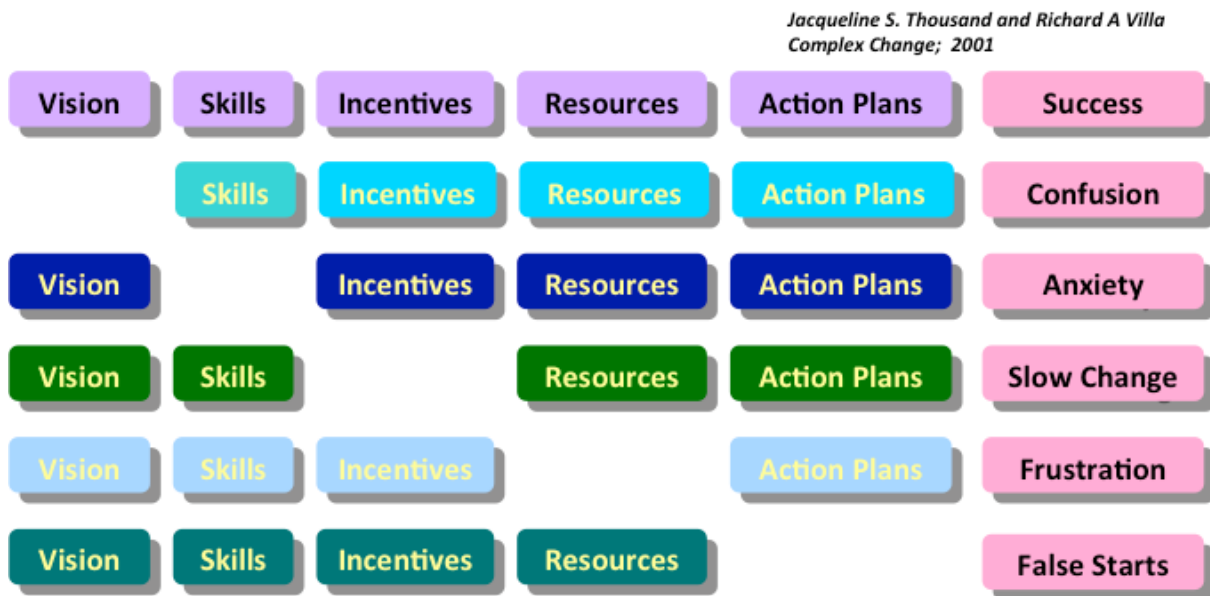 Jacqueline S. Thousand and Richard A Villa
Complex Change; 2001
Vision Skills Incentives Resources Action Plans Success
Skills Incentives Resources Action Plans Confusion
Vision Incentives Resources Action Plans Anxiety
Vision Skills Resources Action Plans Slow Change
Vision Skills Incentives Action Plans Frustration
Vision Skills Incentives Resources False Starts